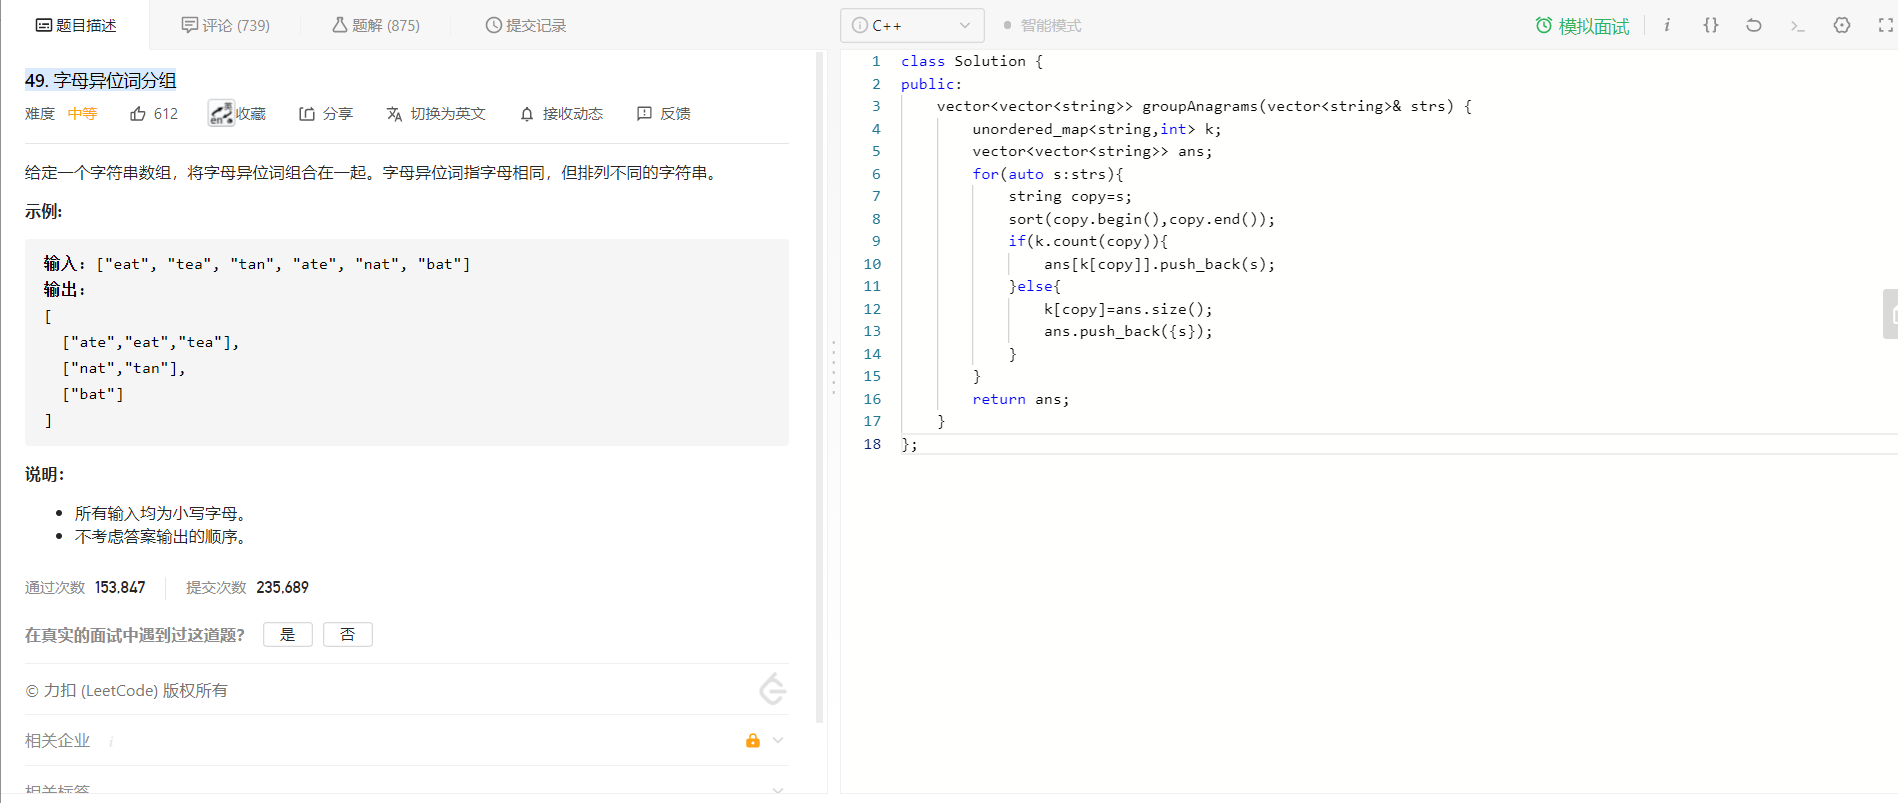 题目描述
评论 (739)
题解 (875)
提交记录
49. 字母异位词分组
难度 中等 612 收藏 分享 切换为英文 接收动态 反馈
给定一个字符串数组，将字母异位词组合在一起。字母异位词指字母相同，但排列不同的字符串。
示例:
输入: ["eat", "tea", "tan", "ate", "nat", "bat"]
输出:
[
["ate","eat","tea"],
["nat","tan"],
["bat"]
]
说明：
所有输入均为小写字母。
不考虑答案输出的顺序。
通过次数 153,847 提交次数 235,689
在真实的面试中遇到过这道题？ 是 否
© 力扣 (LeetCode) 版权所有
相关企业 i
相关标签
C++
智能模式
模拟面试
1 class Solution {
2 public:
3 vector<vector<string>> groupAnagrams(vector<string>& strs) {
4 unordered_map<string,int> k;
5 vector<vector<string>> ans;
6 for(auto s:strs){
7 string copy=s;
8 sort(copy.begin(),copy.end());
9 if(k.count(copy)){
10 ans[k[copy]].push_back(s);
11 }else{
12 k[copy]=ans.size();
13 ans.push_back({s});
14 }
15 }
16 return ans;
17 }
18 };